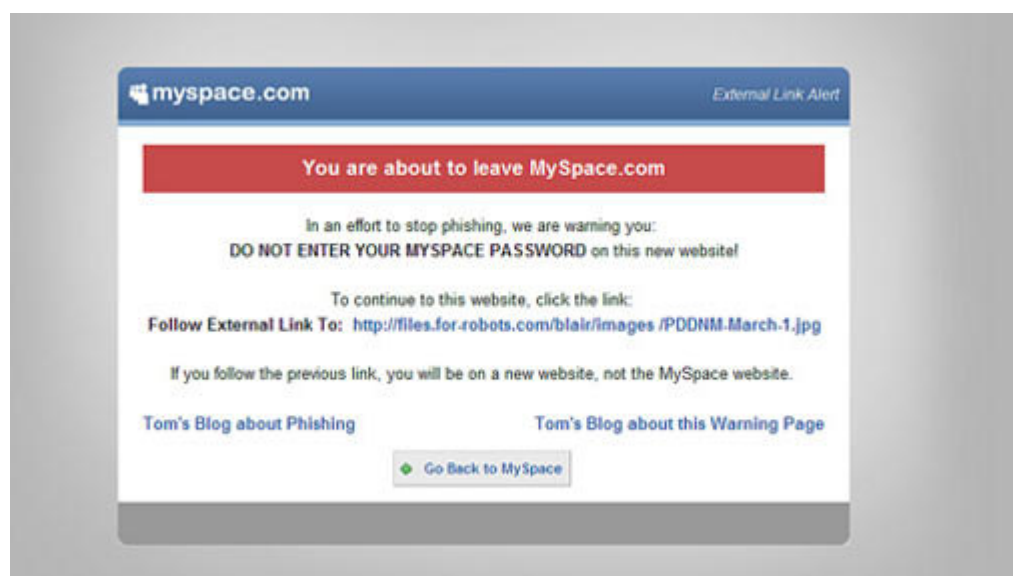 myspace.com
External Link Alert
You are about to leave MySpace.com
In an effort to stop phishing, we are warning you:
DO NOT ENTER YOUR MYSPACE PASSWORD on this new website!
To continue to this website, click the link:
Follow External Link To: http://files.for-robots.com/blair/images /PDDNM-March-1.jpg
If you follow the previous link, you will be on a new website, not the MySpace website.
Tom's Blog about Phishing
Tom's Blog about this Warning Page
Go Back to MySpace